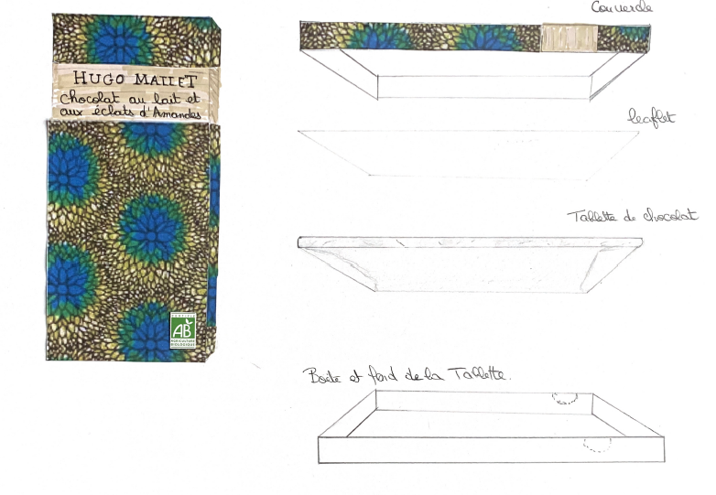 Couvercle
HUGO MALLET
Chocolat au lait et
aux éclats d'Amandes
leaflet
Tablette de chocolat
Boite et fond de la Tablette.
AB
AGRICULTURE
BIOLOGIQUE